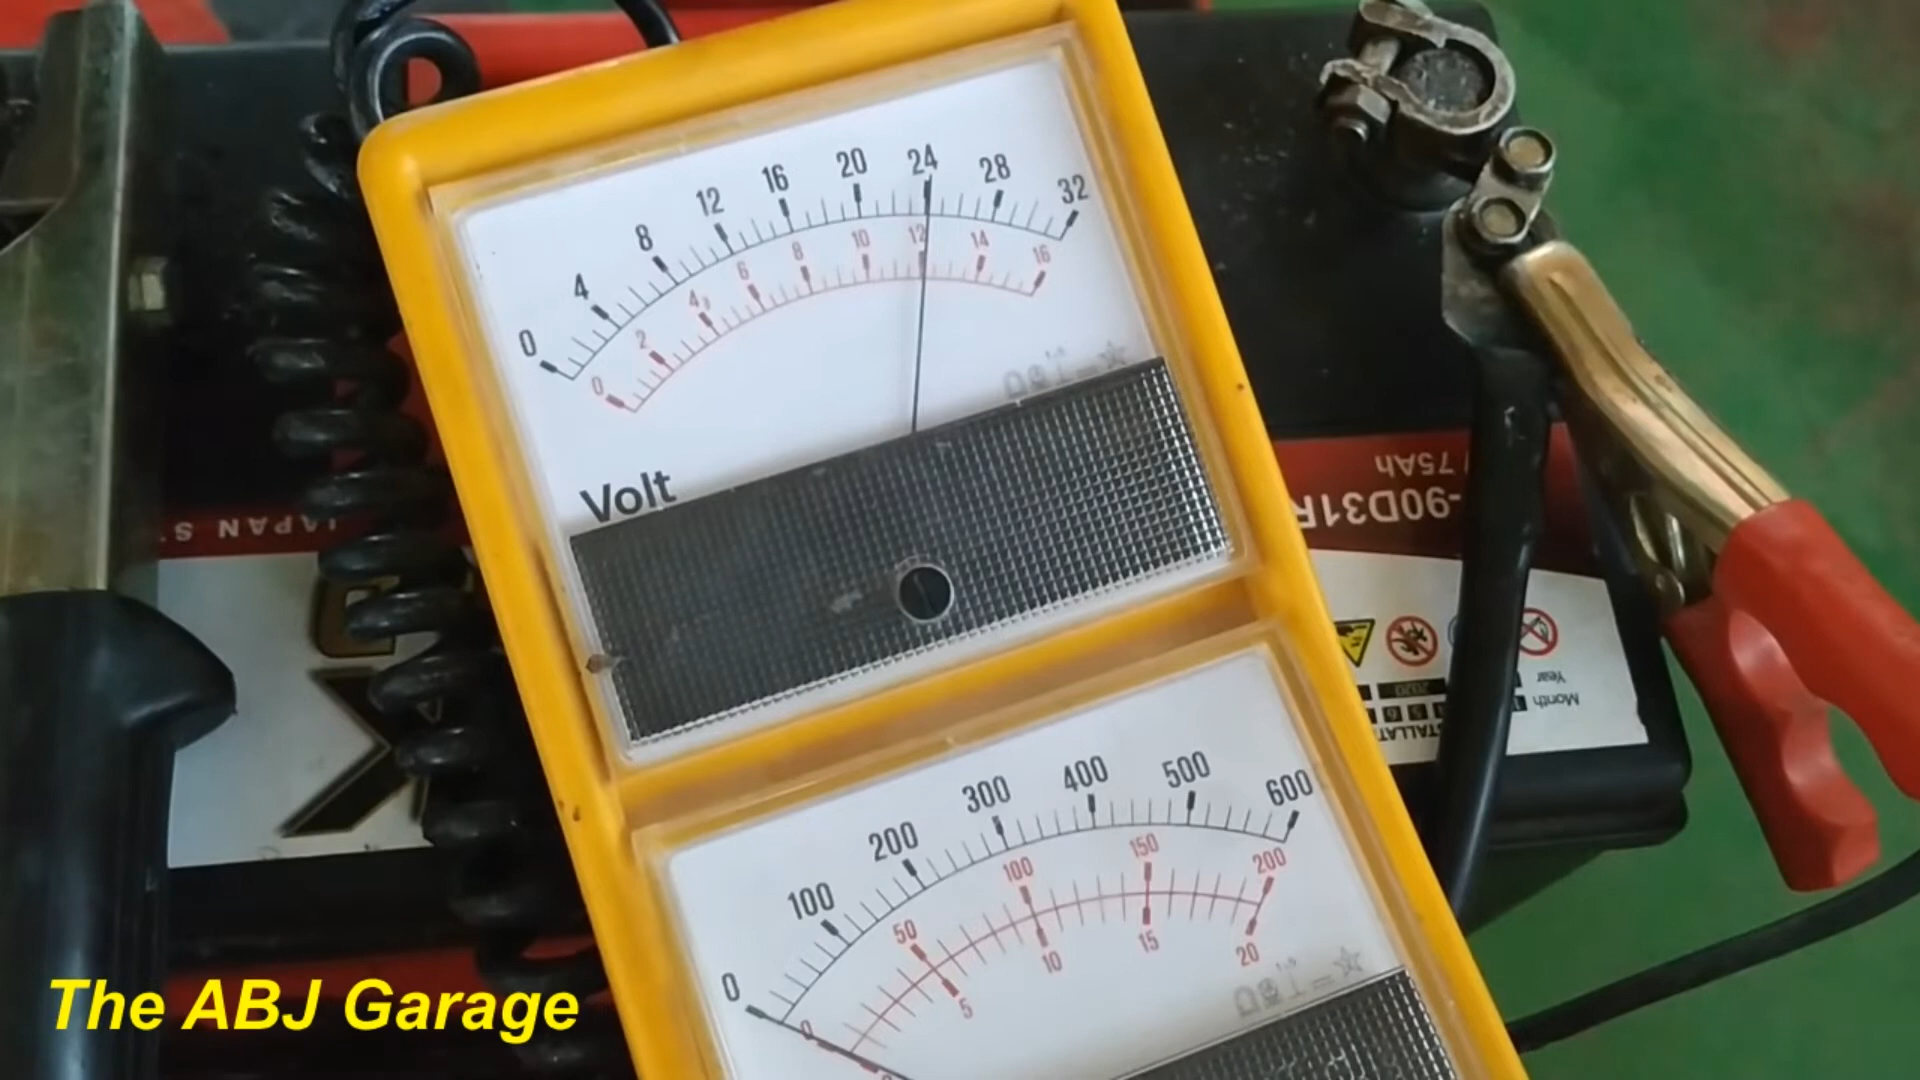 0 4 8 12 16 20 24 28 32
0 2 4 6 8 10 12 14 16
Volt
75Ah
-90D31R
JAPAN
Year
2020
Month
0 100 200 300 400 500 600
0 50 100 150 200
5 10 15 20
The ABJ Garage